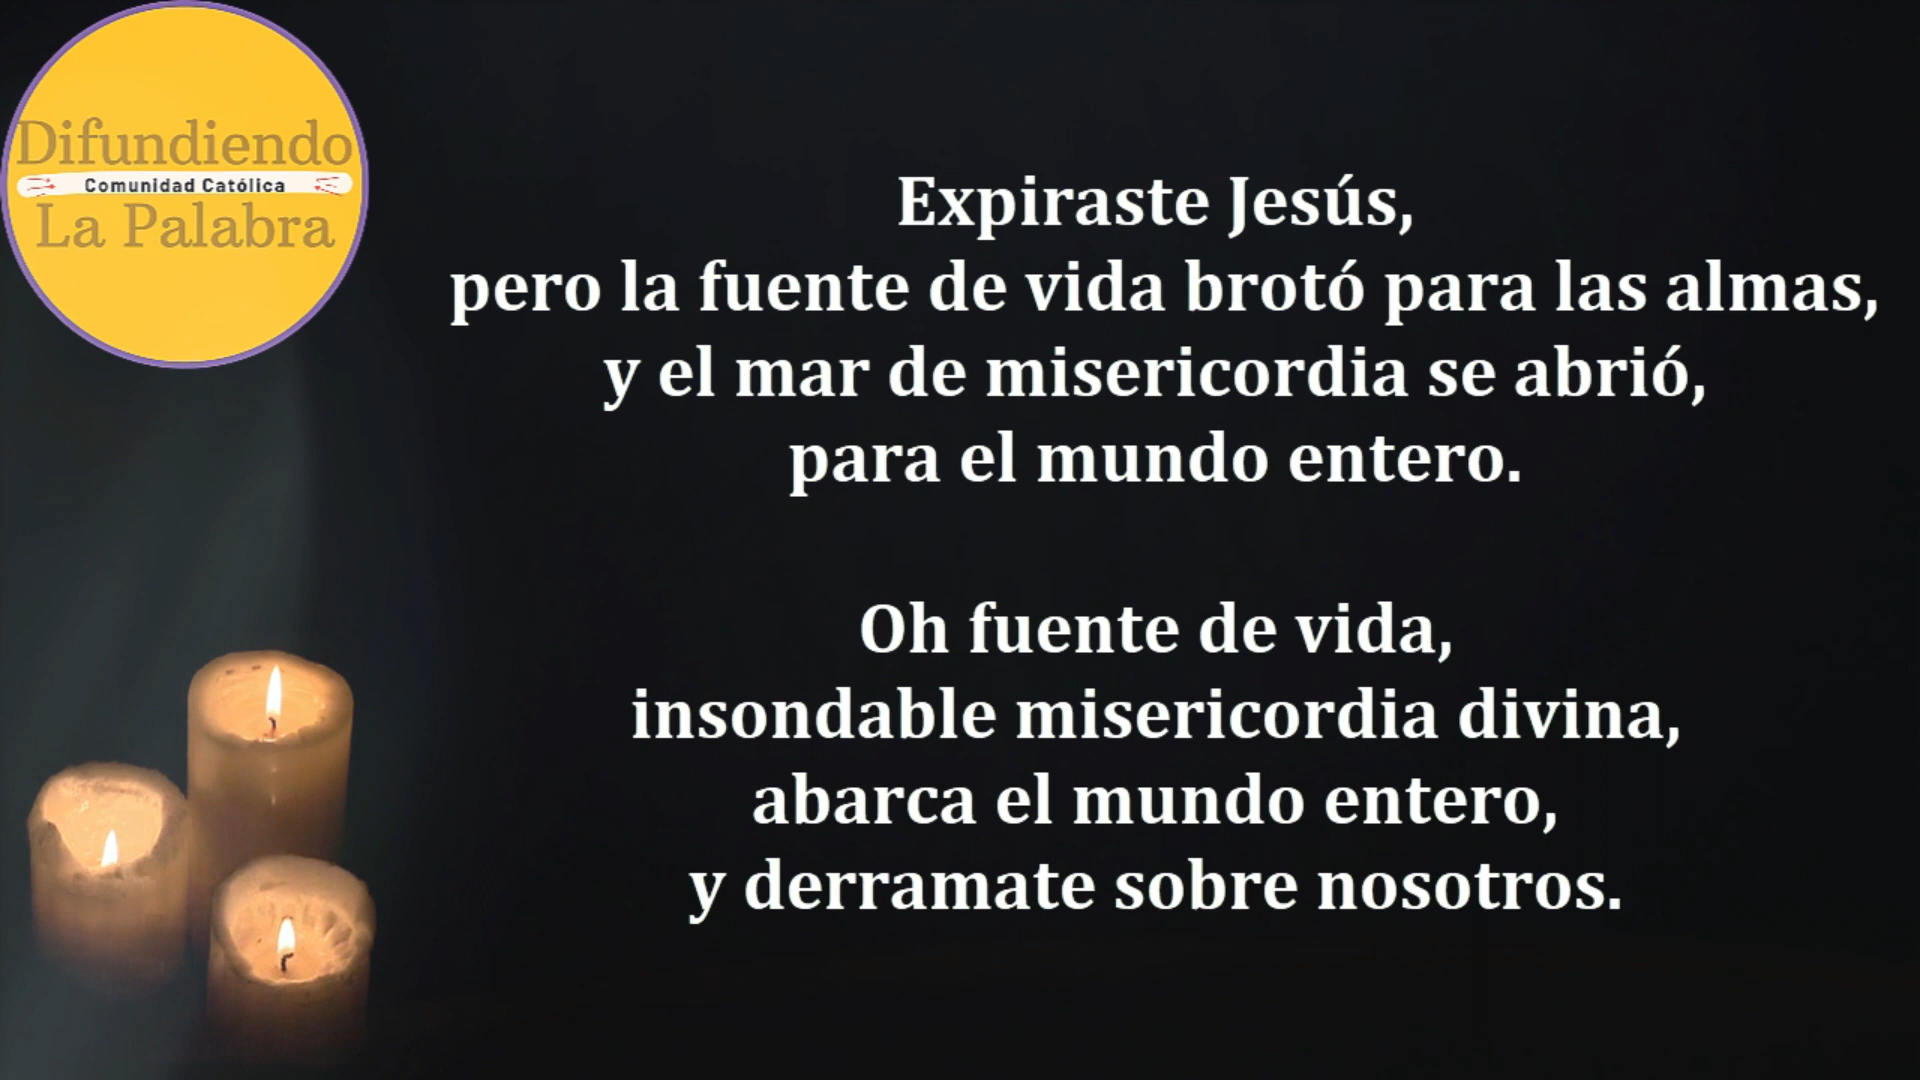 Difundiendo
Comunidad Católica
La Palabra
Expiraste Jesús,
pero la fuente de vida brotó para las almas,
y el mar de misericordia se abrió,
para el mundo entero.
Oh fuente de vida,
insondable misericordia divina,
abarca el mundo entero,
y derramate sobre nosotros.